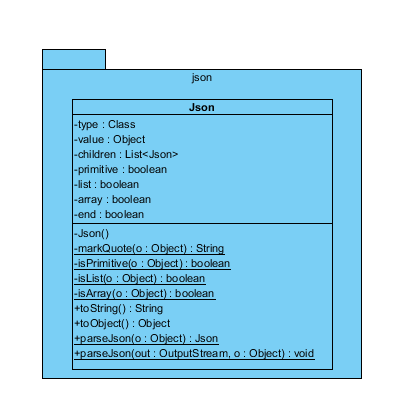 json
Json
-type : Class
-value : Object
-children : List<Json>
-primitive : boolean
-list : boolean
-array : boolean
-end : boolean
-Json()
-markQuote(o : Object) : String
-isPrimitive(o : Object) : boolean
-isList(o : Object) : boolean
-isArray(o : Object) : boolean
+toString() : String
+toObject() : Object
+parseJson(o : Object) : Json
+parseJson(out : OutputStream, o : Object) : void